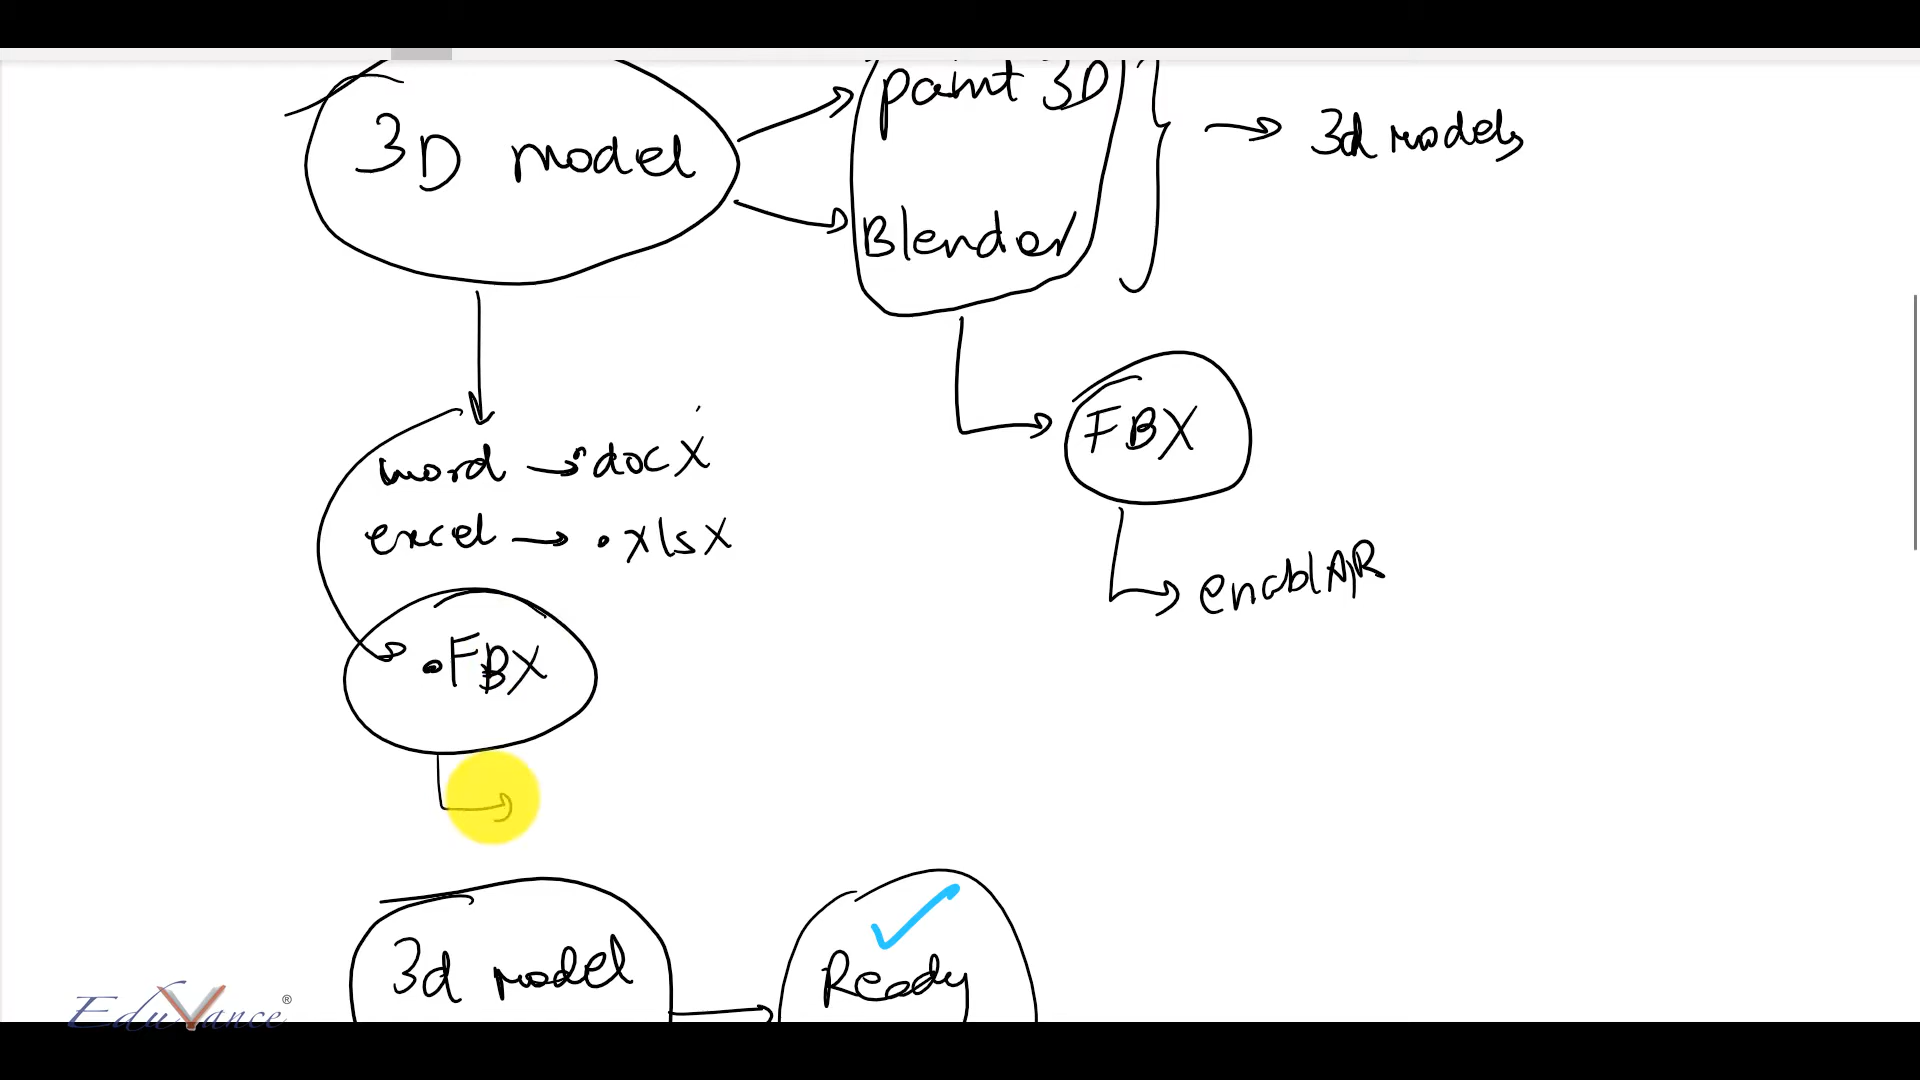 paint 3D
3D model
3d models
Blender
FBX
word → .docX
excel → .xlsX
enablAR
.FBX
3d model
Ready
EduVance®